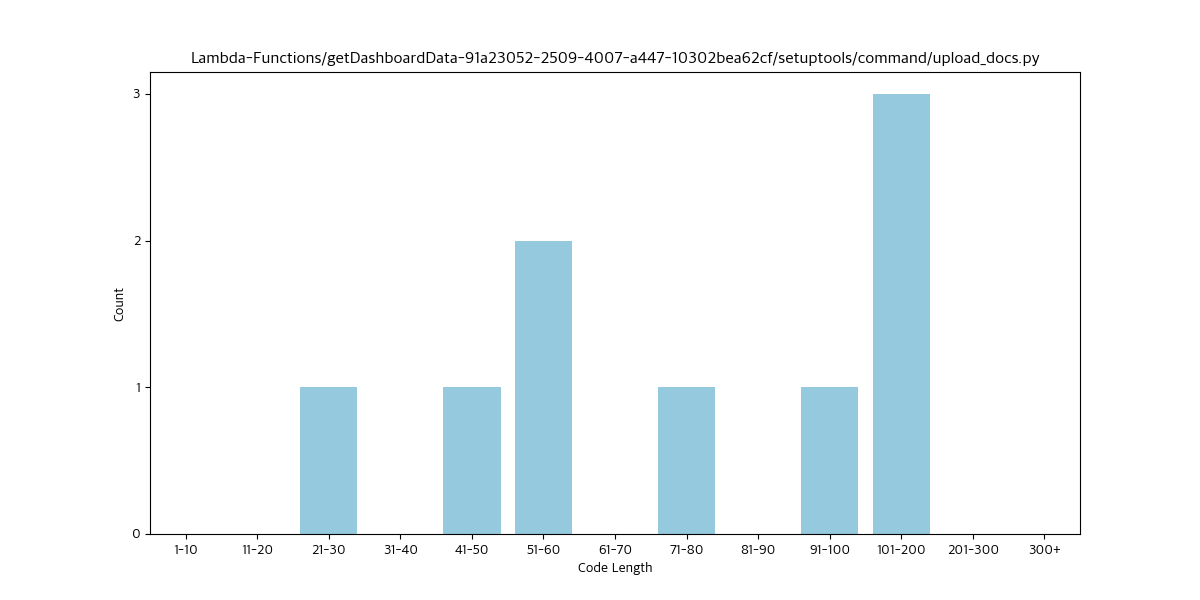 Lambda-Functions/getDashboardData-91a23052-2509-4007-a447-10302bea62cf/setuptools/command/upload_docs.py
3
2
1
0
Count
1-10 11-20 21-30 31-40 41-50 51-60 61-70 71-80 81-90 91-100 101-200 201-300 300+
Code Length